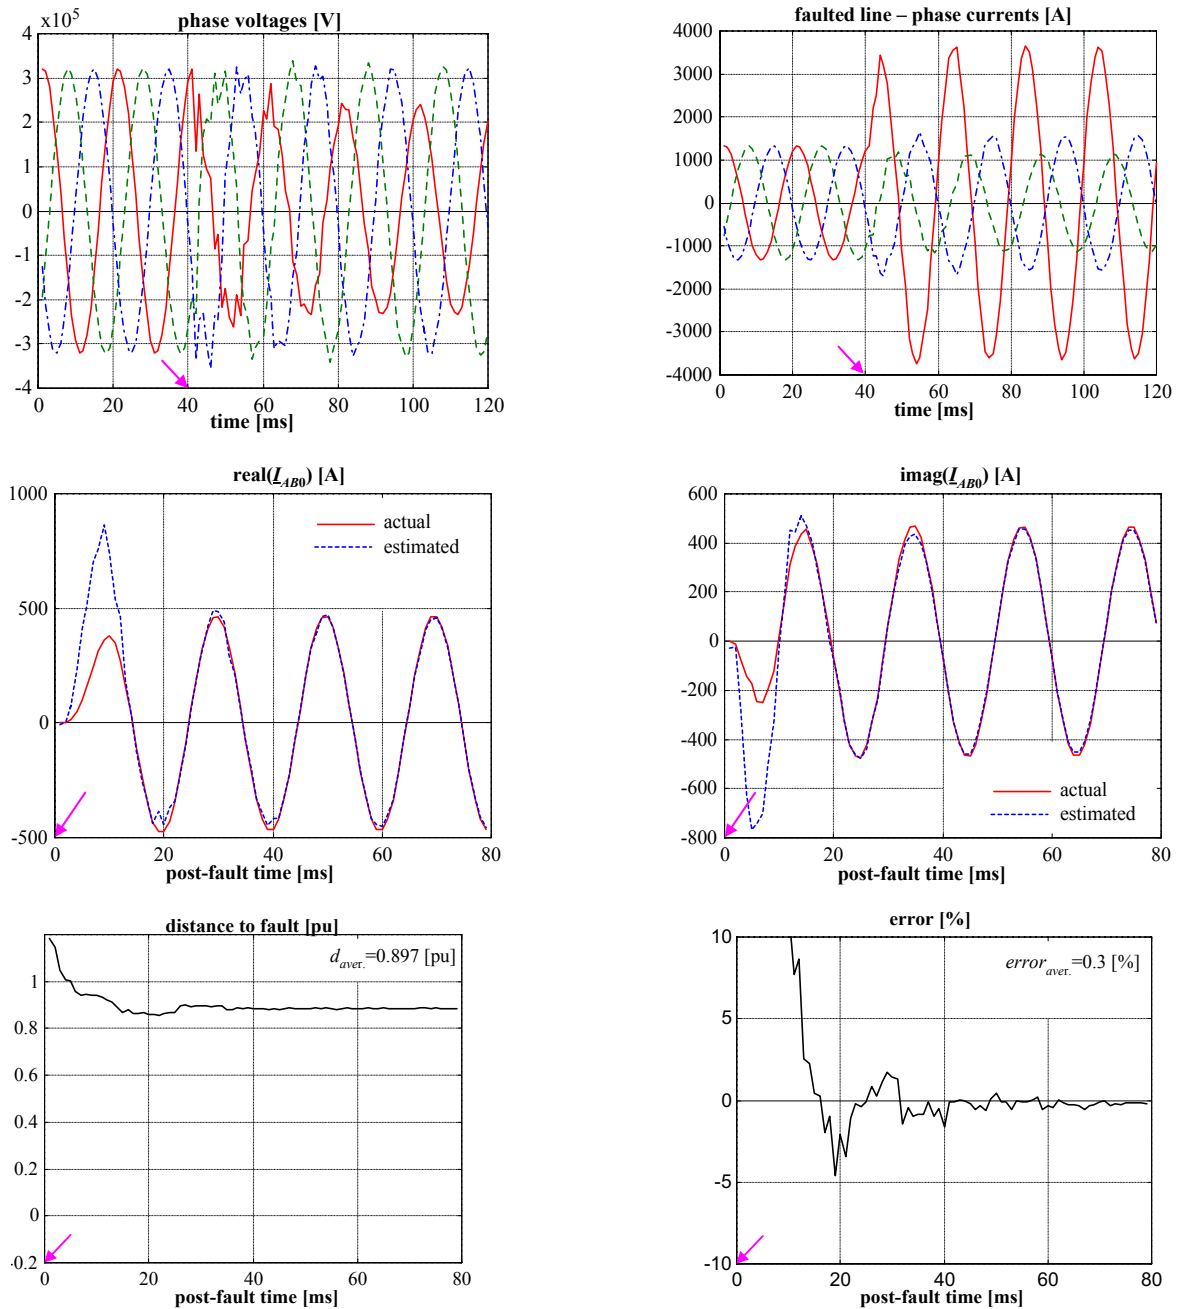 phase voltages [V]
x10⁵
4
3
2
1
0
-1
-2
-3
-4
0 20 40 60 80 100 120
time [ms]
faulted line – phase currents [A]
4000
3000
2000
1000
0
-1000
-2000
-3000
-4000
0 20 40 60 80 100 120
time [ms]
real(I_AB0) [A]
1000
500
0
-500
actual
estimated
0 20 40 60 80
post-fault time [ms]
imag(I_AB0) [A]
600
400
200
0
-200
-400
-600
-800
actual
estimated
0 20 40 60 80
post-fault time [ms]
distance to fault [pu]
d_aver.=0.897 [pu]
1
0.8
0.6
0.4
0.2
0
-0.2
0 20 40 60 80
post-fault time [ms]
error [%]
error_aver.=0.3 [%]
10
5
0
-5
-10
0 20 40 60 80
post-fault time [ms]